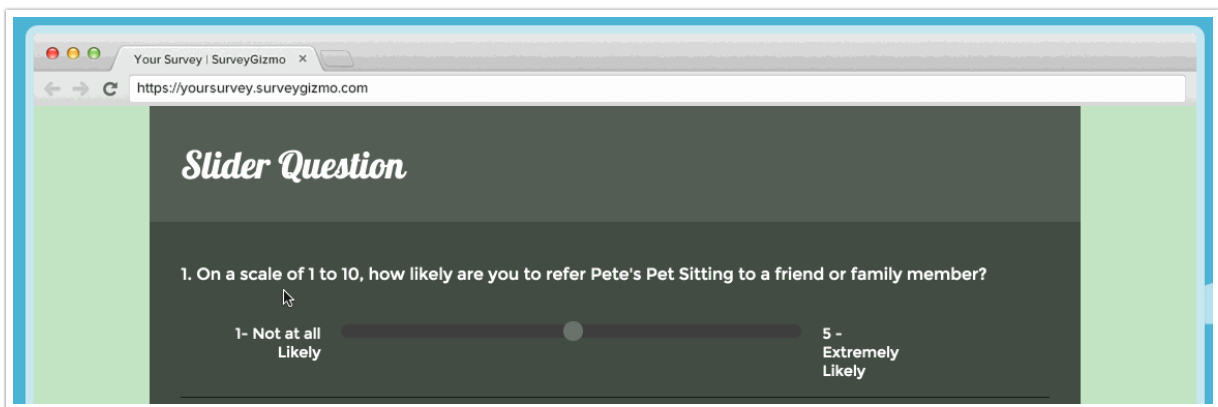 Your Survey | SurveyGizmo ×
https://yoursurvey.surveygizmo.com
Slider Question
1. On a scale of 1 to 10, how likely are you to refer Pete's Pet Sitting to a friend or family member?
1- Not at all
Likely
5 -
Extremely
Likely